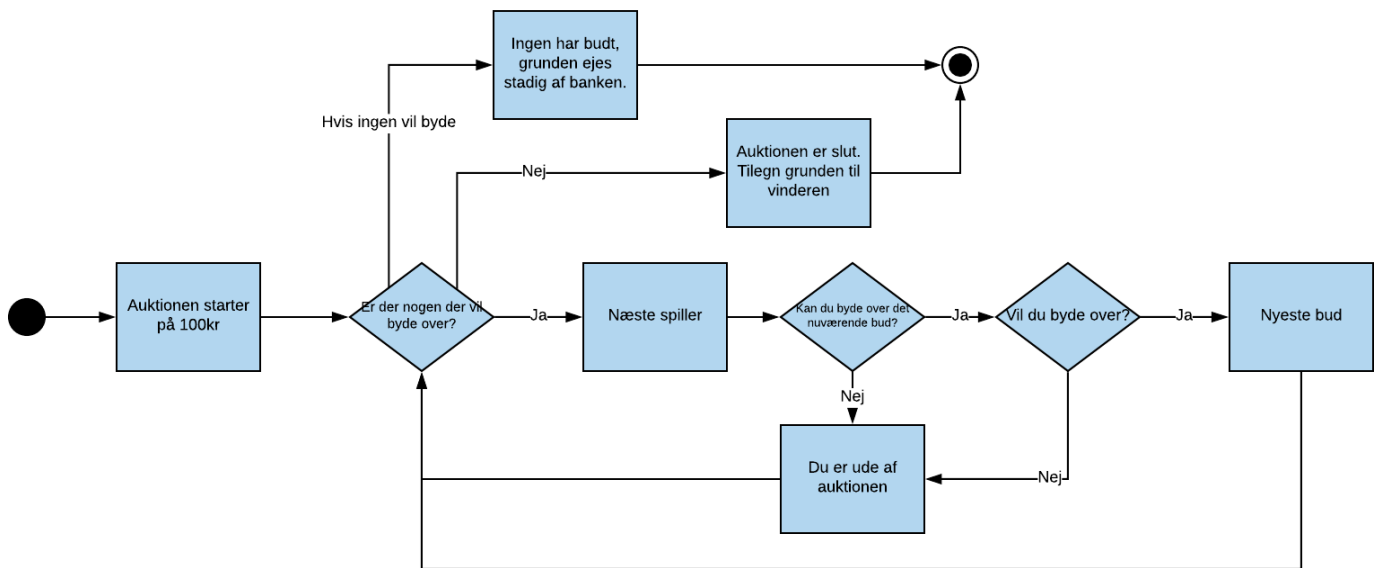 Ingen har budt,
grunden ejes
stadig af banken.
Hvis ingen vil byde
Auktionen er slut.
Tilegn grunden til
vinderen
Nej
Auktionen starter
på 100kr
Er der nogen der vil
byde over?
Ja
Næste spiller
Kan du byde over det
nuværende bud?
Ja
Vil du byde over?
Ja
Nyeste bud
Nej
Du er ude af
auktionen
Nej